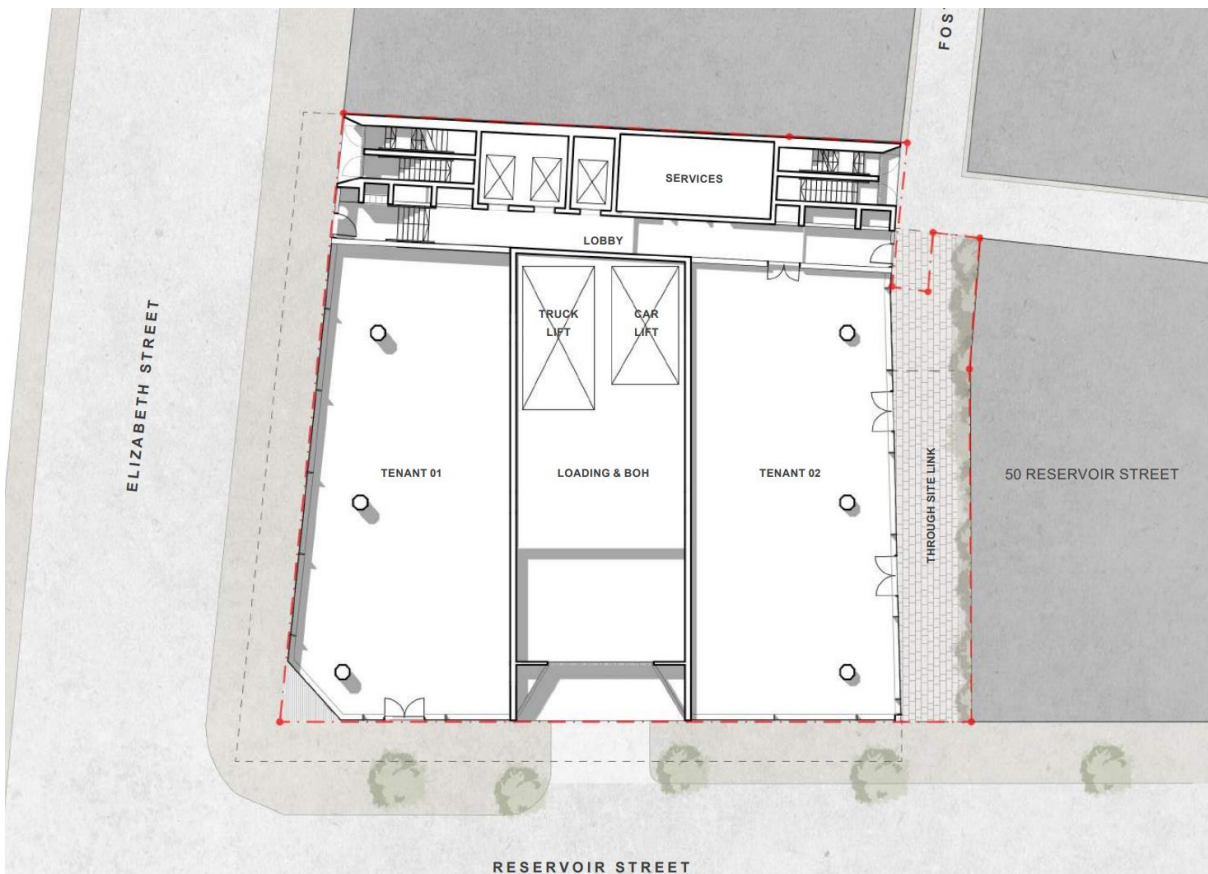 FOS
SERVICES
LOBBY
TRUCK
LIFT
CAR
LIFT
ELIZABETH STREET
TENANT 01
LOADING & BOH
TENANT 02
THROUGH SITE LINK
50 RESERVOIR STREET
RESERVOIR STREET